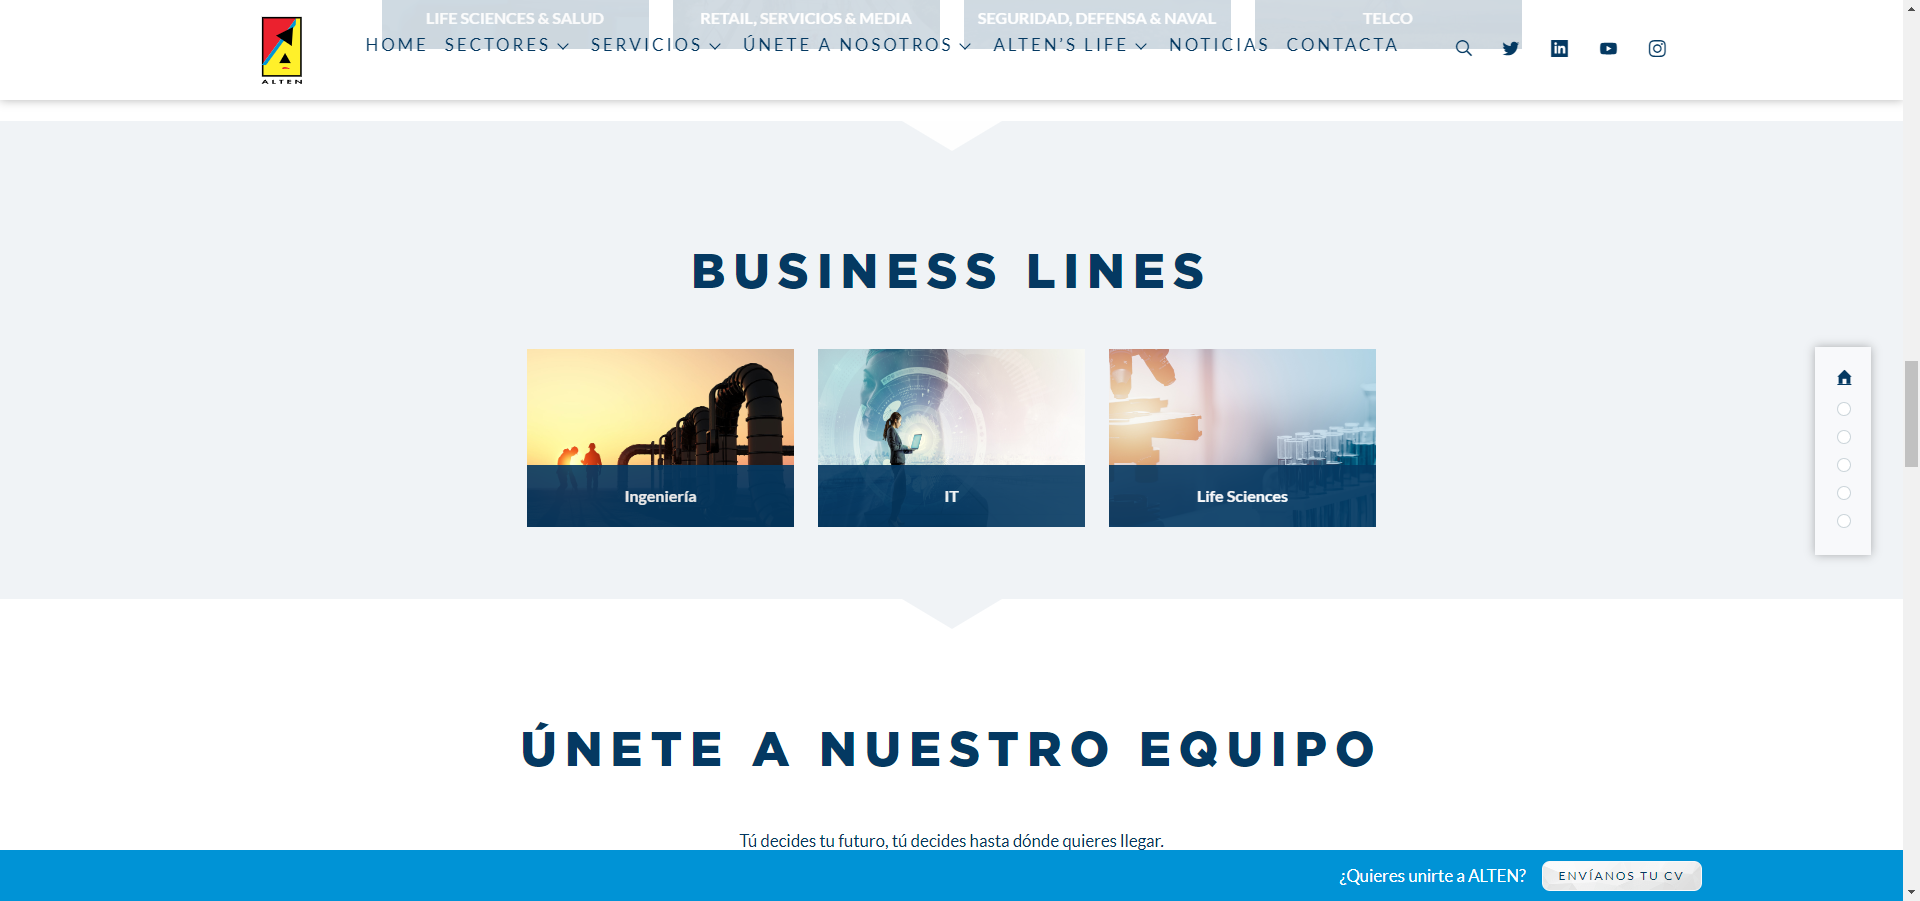 LIFE SCIENCES & SALUD
RETAIL, SERVICIOS & MEDIA
SEGURIDAD, DEFENSA & NAVAL
TELCO
ALTEN
HOME SECTORES SERVICIOS ÚNETE A NOSOTROS ALTEN'S LIFE NOTICIAS CONTACTA
BUSINESS LINES
Ingeniería
IT
Life Sciences
ÚNETE A NUESTRO EQUIPO
Tú decides tu futuro, tú decides hasta dónde quieres llegar.
¿Quieres unirte a ALTEN? ENVÍANOS TU CV